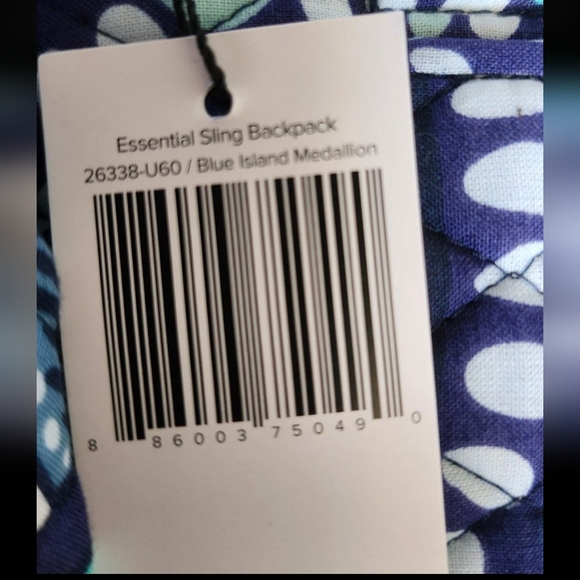 Essential Sling Backpack
26338-U60 / Blue Island Medallion
8 86003 75049 0